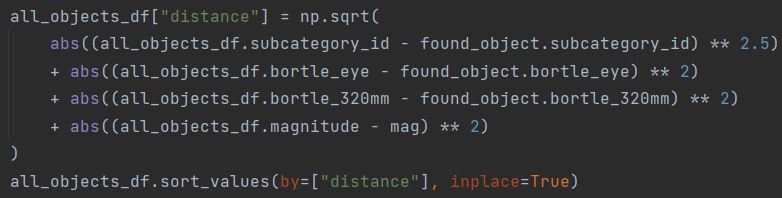 all_objects_df["distance"] = np.sqrt(
    abs((all_objects_df.subcategory_id - found_object.subcategory_id) ** 2.5)
    + abs((all_objects_df.bortle_eye - found_object.bortle_eye) ** 2)
    + abs((all_objects_df.bortle_320mm - found_object.bortle_320mm) ** 2)
    + abs((all_objects_df.magnitude - mag) ** 2)
)
all_objects_df.sort_values(by=["distance"], inplace=True)